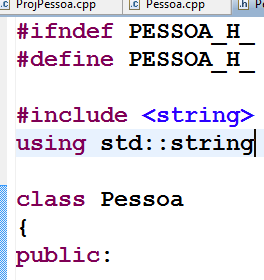 ProjPessoa.cpp Pessoa.cpp
#ifndef PESSOA_H_
#define PESSOA_H_
#include <string>
using std::string
class Pessoa
{
public: